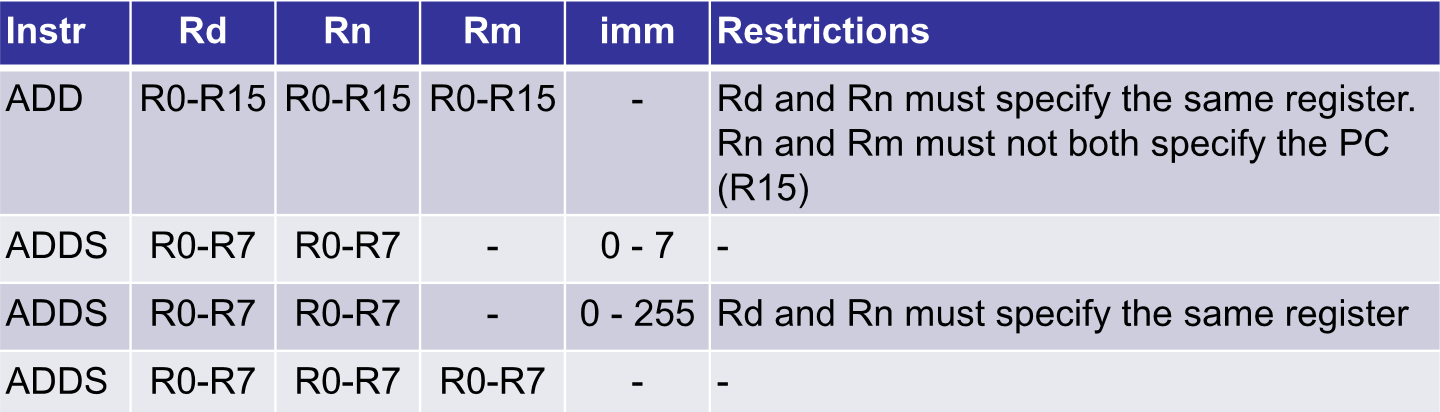 Instr Rd Rn Rm imm Restrictions
ADD R0-R15 R0-R15 R0-R15 - Rd and Rn must specify the same register.
Rn and Rm must not both specify the PC
(R15)
ADDS R0-R7 R0-R7 - 0 - 7 -
ADDS R0-R7 R0-R7 - 0 - 255 Rd and Rn must specify the same register
ADDS R0-R7 R0-R7 R0-R7 - -